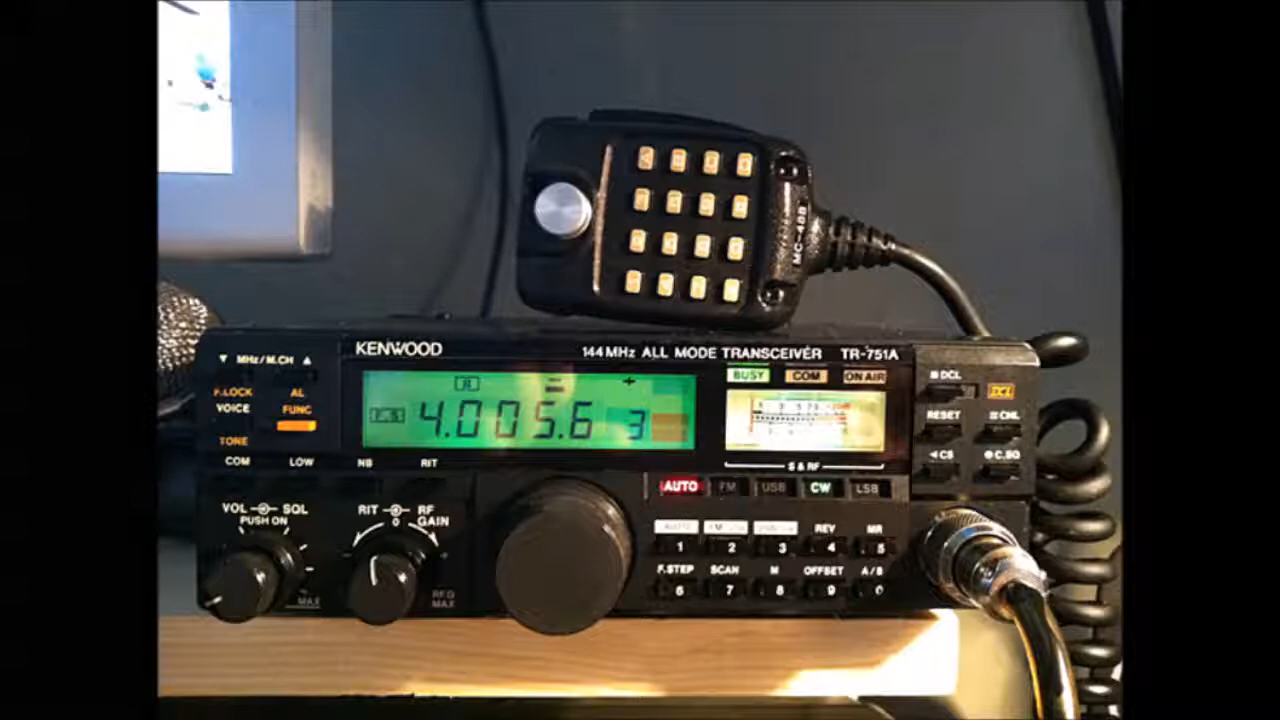 MC-48B
▼ MHz/M.CH ▲
KENWOOD
144MHz ALL MODE TRANSCEIVER TR-751A
BUSY COM ON AIR
DCL DCL
F.LOCK AL
VOICE FUNC
A
F.S 4.005.6 3
RESET CNL
TONE
COM LOW NB RIT
S & RF
◄CS C.SQ
AUTO FM USB CW LSB
VOL SQL
PUSH ON
RIT RF
0 GAIN
REV MR
1 2 3 4 5
F.STEP SCAN M OFFSET A/B
6 7 8 9 0
MAX
RFG
MAX